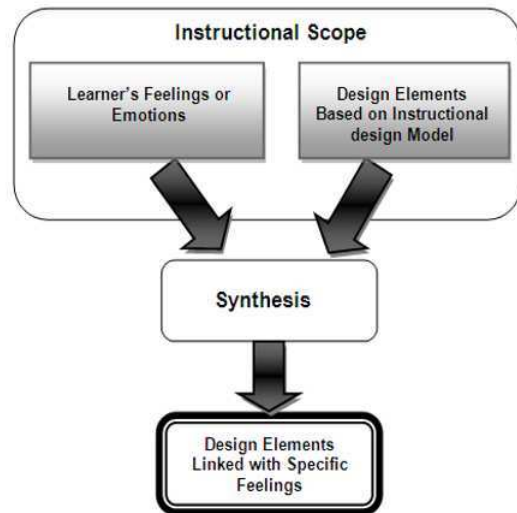 Instructional Scope
Learner's Feelings or
Emotions
Design Elements
Based on Instructional
design Model
Synthesis
Design Elements
Linked with Specific
Feelings